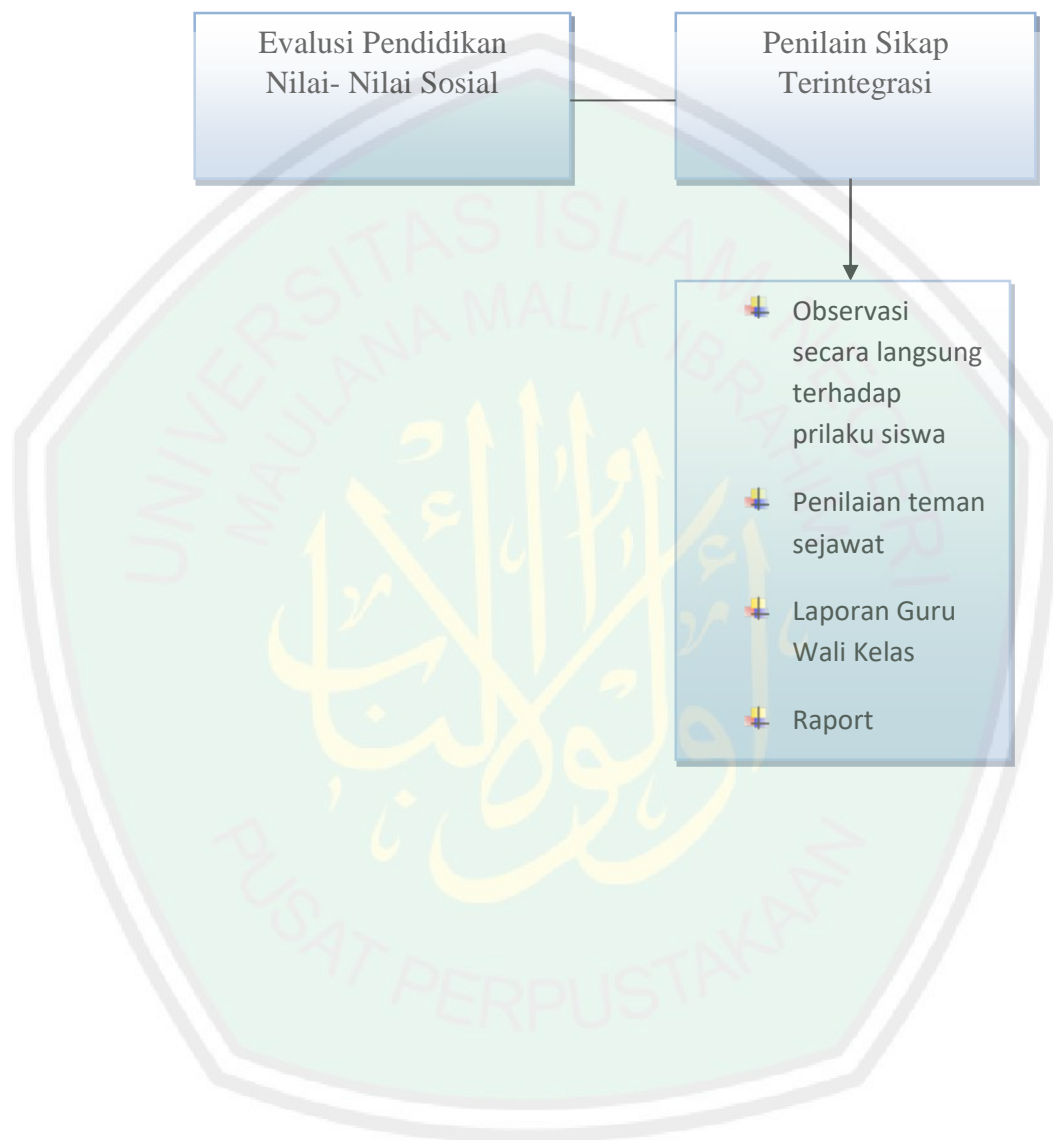 Evalusi Pendidikan
Nilai- Nilai Sosial
Penilain Sikap
Terintegrasi
Observasi
secara langsung
terhadap
prilaku siswa
Penilaian teman
sejawat
Laporan Guru
Wali Kelas
Raport
UNIVERSITAS ISLAM NEGERI
MAULANA MALIK IBRAHIM
PUSAT PERPUSTAKAAN